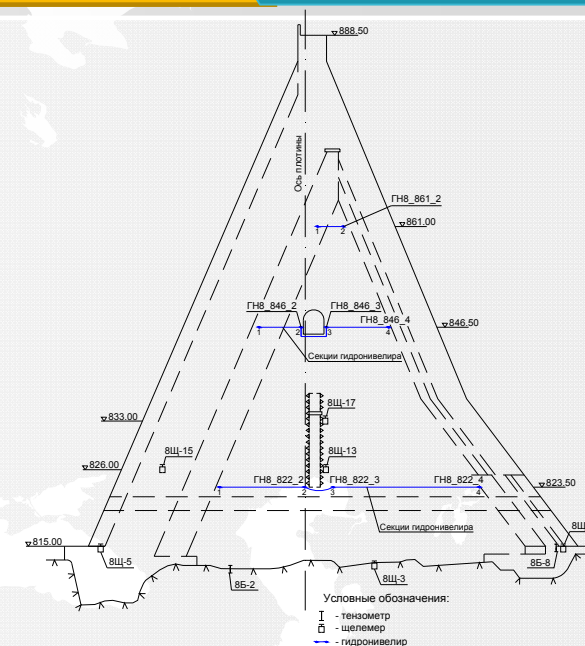 888.50
Ось плотины
ГН8_861_2
861.00
1 2
ГН8_846_2
ГН8_846_3
ГН8_846_4
846.50
1 2 3 4
Секции гидронивелира
8Щ-17
833.00
8Щ-15
8Щ-13
826.00
ГН8_822_2
ГН8_822_3
ГН8_822_4
823,50
1 2 3 4
Секции гидронивелира
815.00
8Щ-5
8Б-2
8Щ-3
8Б-8
8Щ
Условные обозначения:
- тензометр
- щелемер
- гидронивелир